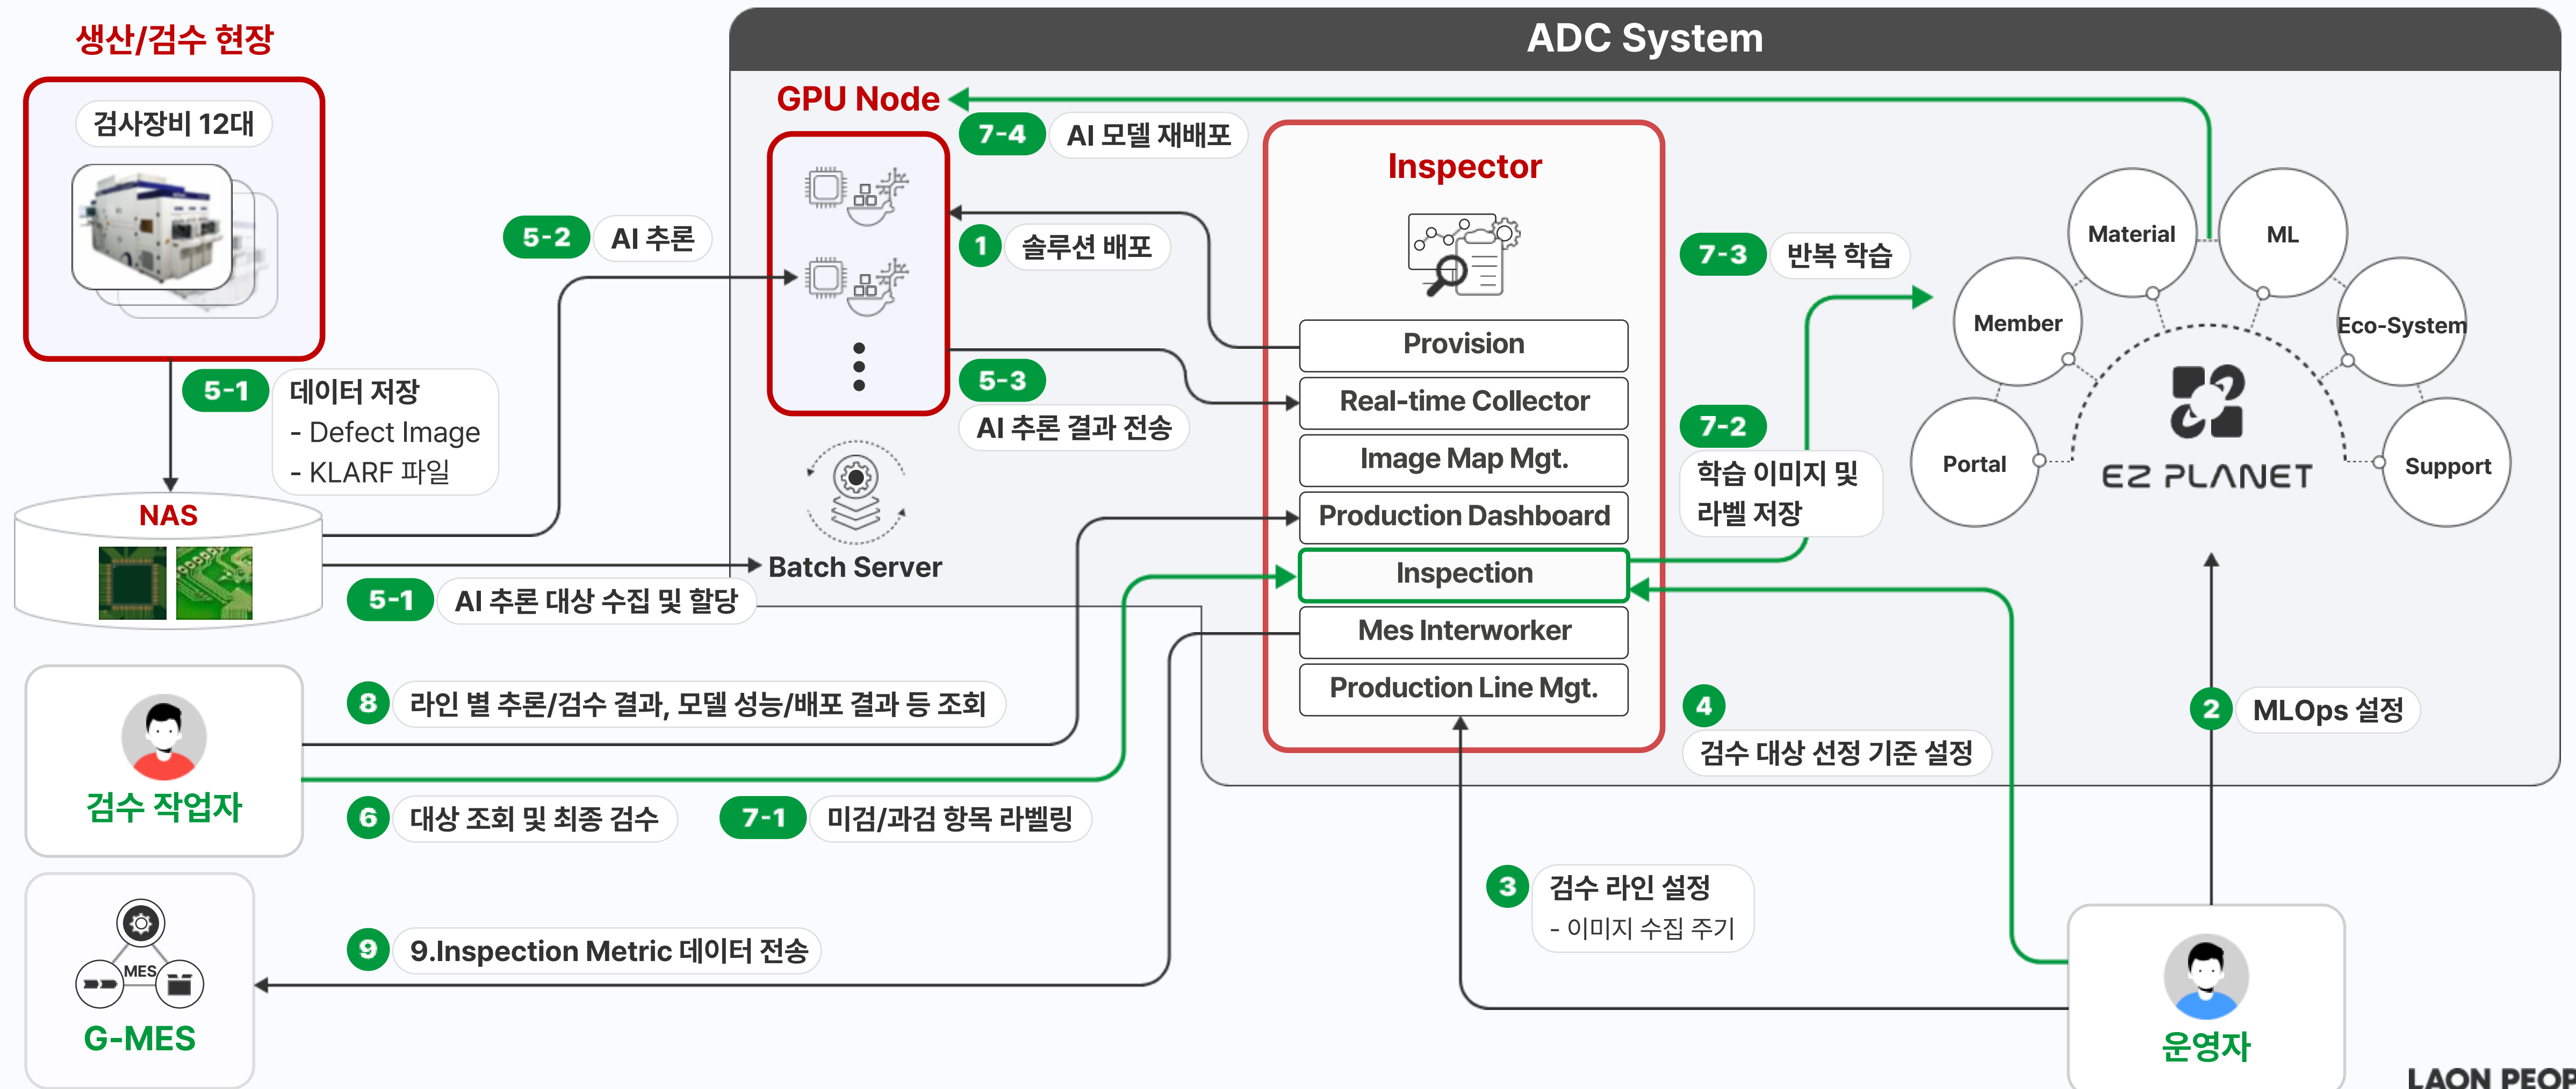 ADC System
생산/검수 현장
검사장비 12대
5-1
데이터 저장
- Defect Image
- KLARF 파일
NAS
5-2
AI 추론
5-1
AI 추론 대상 수집 및 할당
GPU Node
7-4
AI 모델 재배포
1
솔루션 배포
5-3
AI 추론 결과 전송
Batch Server
Inspector
Provision
Real-time Collector
Image Map Mgt.
Production Dashboard
Inspection
Mes Interworker
Production Line Mgt.
7-3
반복 학습
7-2
학습 이미지 및
라벨 저장
Material
ML
Member
Eco-System
Portal
Support
EZ PLANET
4
검수 대상 선정 기준 설정
2
MLOps 설정
8
라인 별 추론/검수 결과, 모델 성능/배포 결과 등 조회
검수 작업자
6
대상 조회 및 최종 검수
7-1
미검/과검 항목 라벨링
3
검수 라인 설정
- 이미지 수집 주기
9
9.Inspection Metric 데이터 전송
MES
G-MES
운영자
LAON PEOP